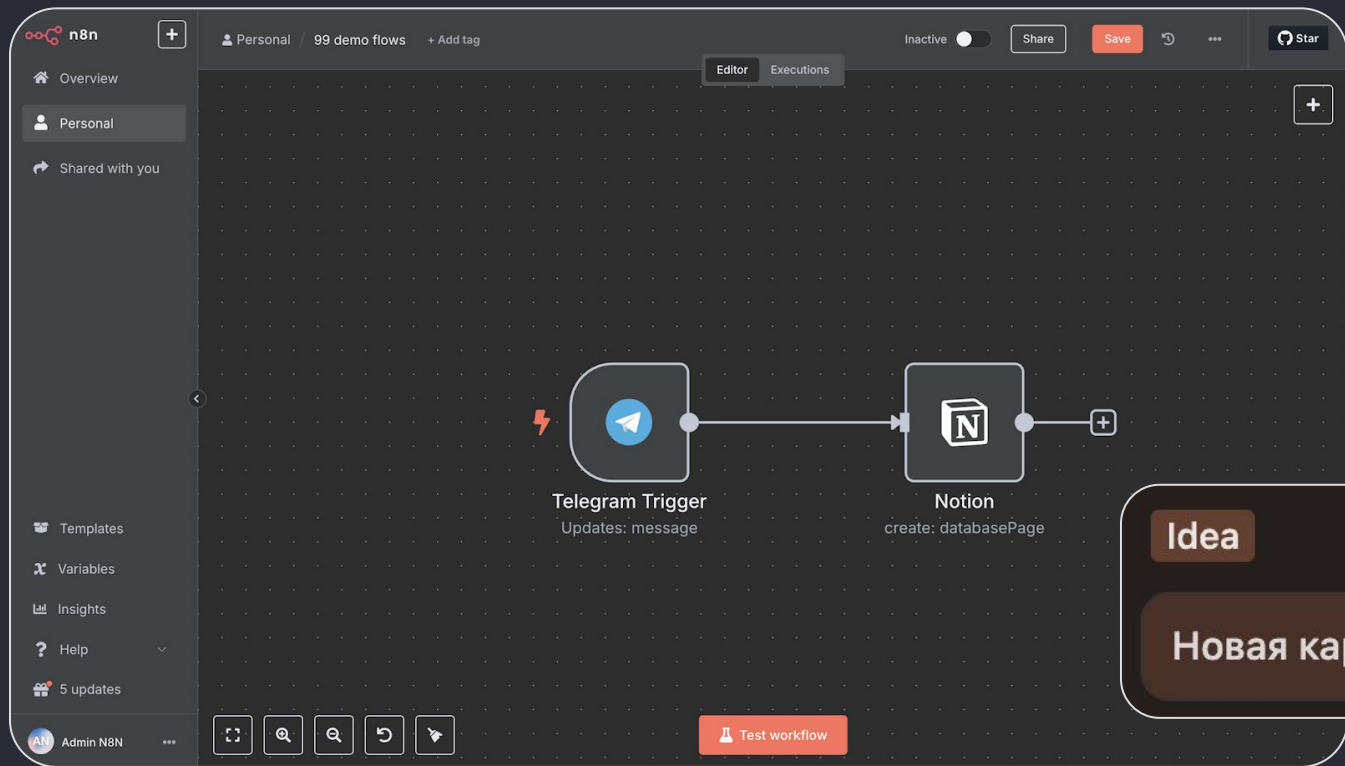 n8n
Personal / 99 demo flows + Add tag
Inactive
Share
Save
Star
Editor
Executions
Overview
Personal
Shared with you
Telegram Trigger
Updates: message
Notion
create: databasePage
Idea
Новая
Templates
Variables
Insights
Help
5 updates
AN
Admin N8N
Test workflow